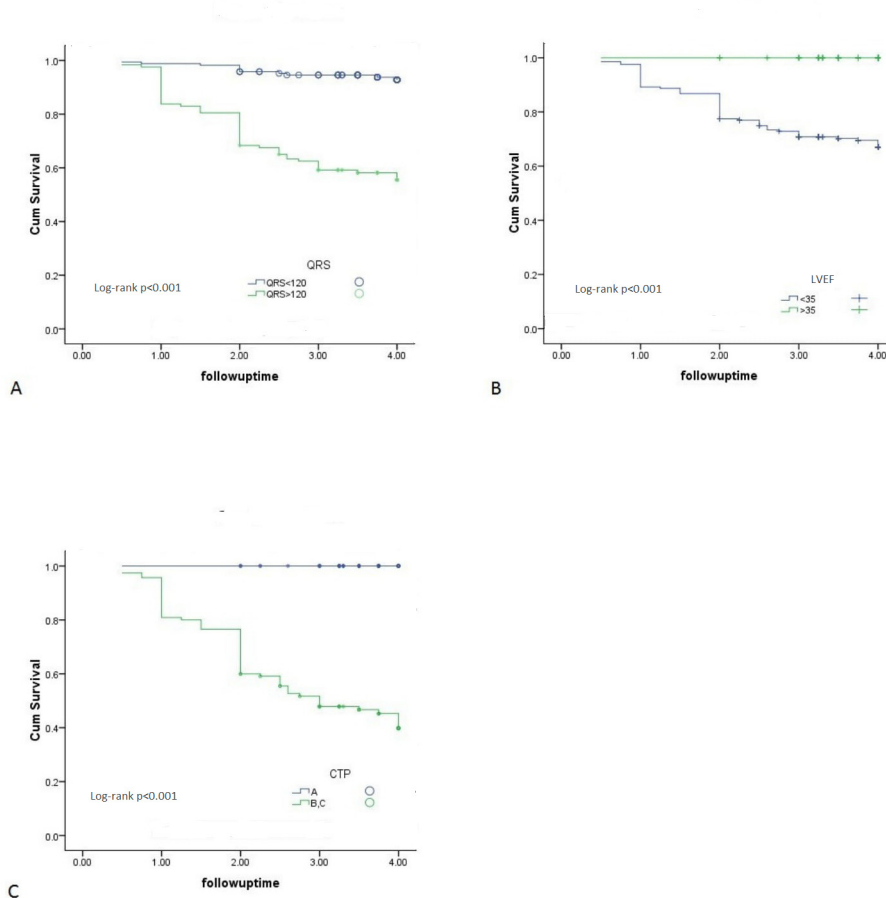 1.0
0.8
0.6
0.4
0.2
0.0
Cum Survival
QRS
QRS<120
QRS>120
Log-rank p<0.001
0.00 1.00 2.00 3.00 4.00
followuptime
A
1.0
0.8
0.6
0.4
0.2
0.0
Cum Survival
LVEF
<35
>35
Log-rank p<0.001
0.00 1.00 2.00 3.00 4.00
followuptime
B
1.0
0.8
0.6
0.4
0.2
0.0
Cum Survival
CTP
A
B,C
Log-rank p<0.001
0.00 1.00 2.00 3.00 4.00
followuptime
C